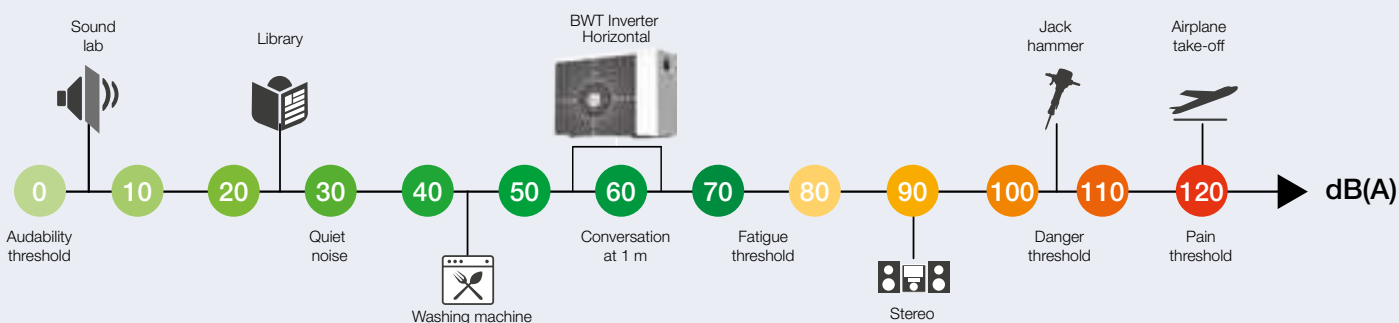 Sound
lab
Library
BWT Inverter
Horizontal
Jack
hammer
Airplane
take-off
0 10 20 30 40 50 60 70 80 90 100 110 120 dB(A)
Audability
threshold
Quiet
noise
Washing machine
Conversation
at 1 m
Fatigue
threshold
Stereo
Danger
threshold
Pain
threshold